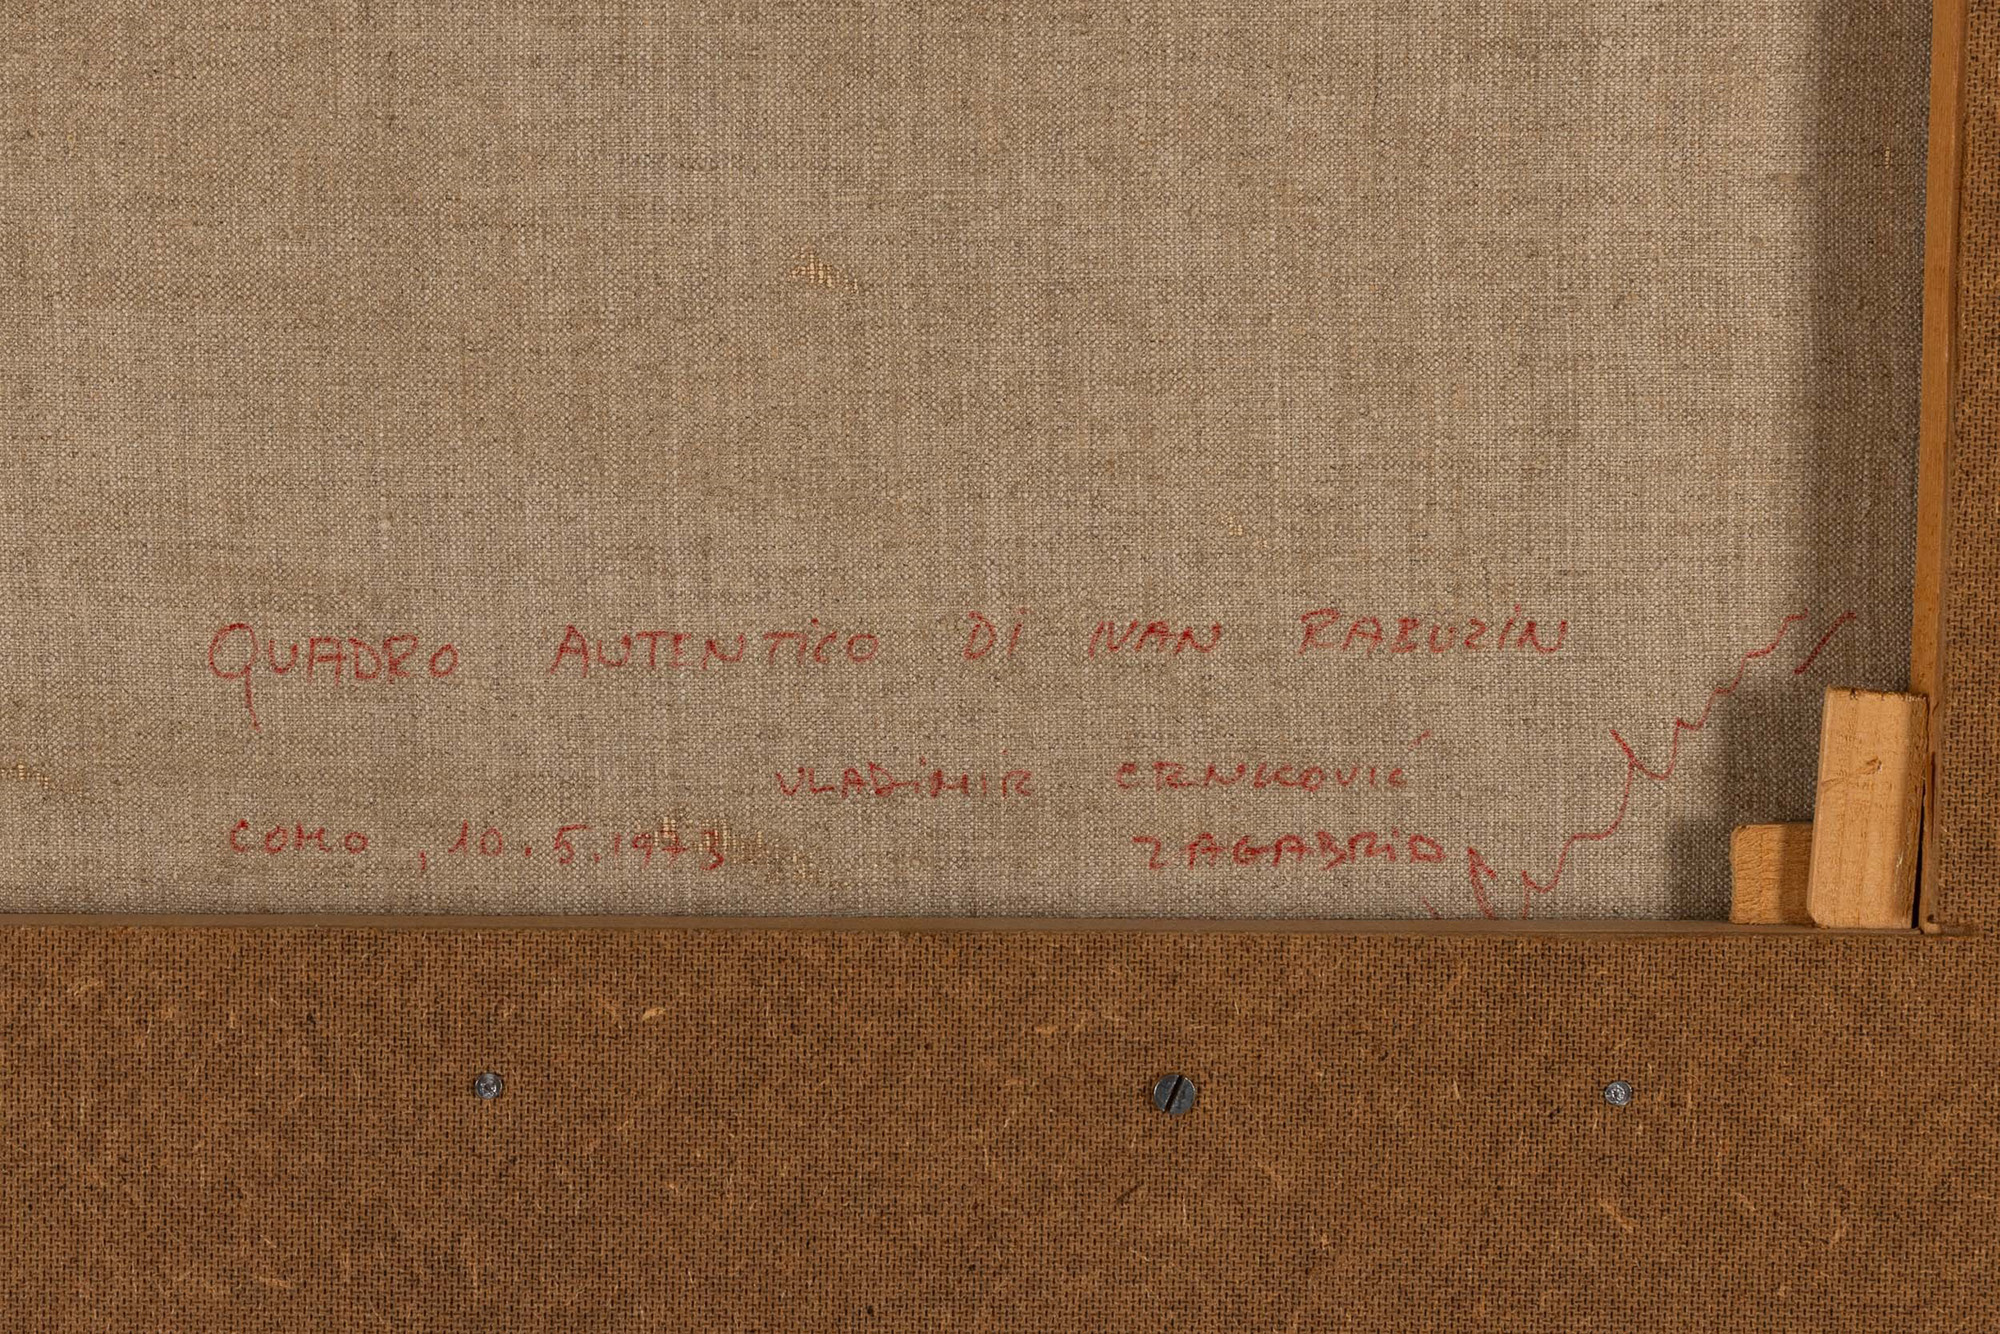 QUADRO AUTENTICO Di IVAN RABUZiN
VLADiMIR CRNKOVIĆ
COMO, 10.5.1973 ZAGABRiA